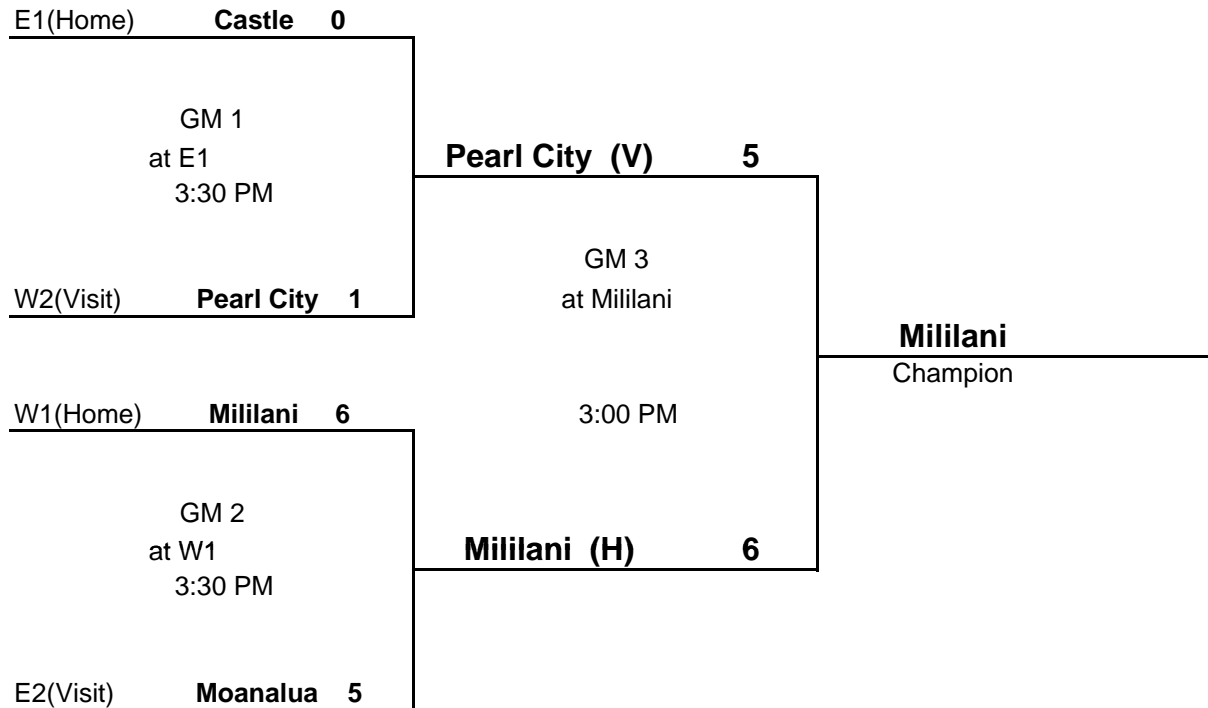 E1(Home) Castle 0
GM 1
at E1
3:30 PM
Pearl City (V) 5
GM 3
W2(Visit) Pearl City 1
at Mililani
Mililani
Champion
W1(Home) Mililani 6
3:00 PM
GM 2
at W1
3:30 PM
Mililani (H) 6
E2(Visit) Moanalua 5